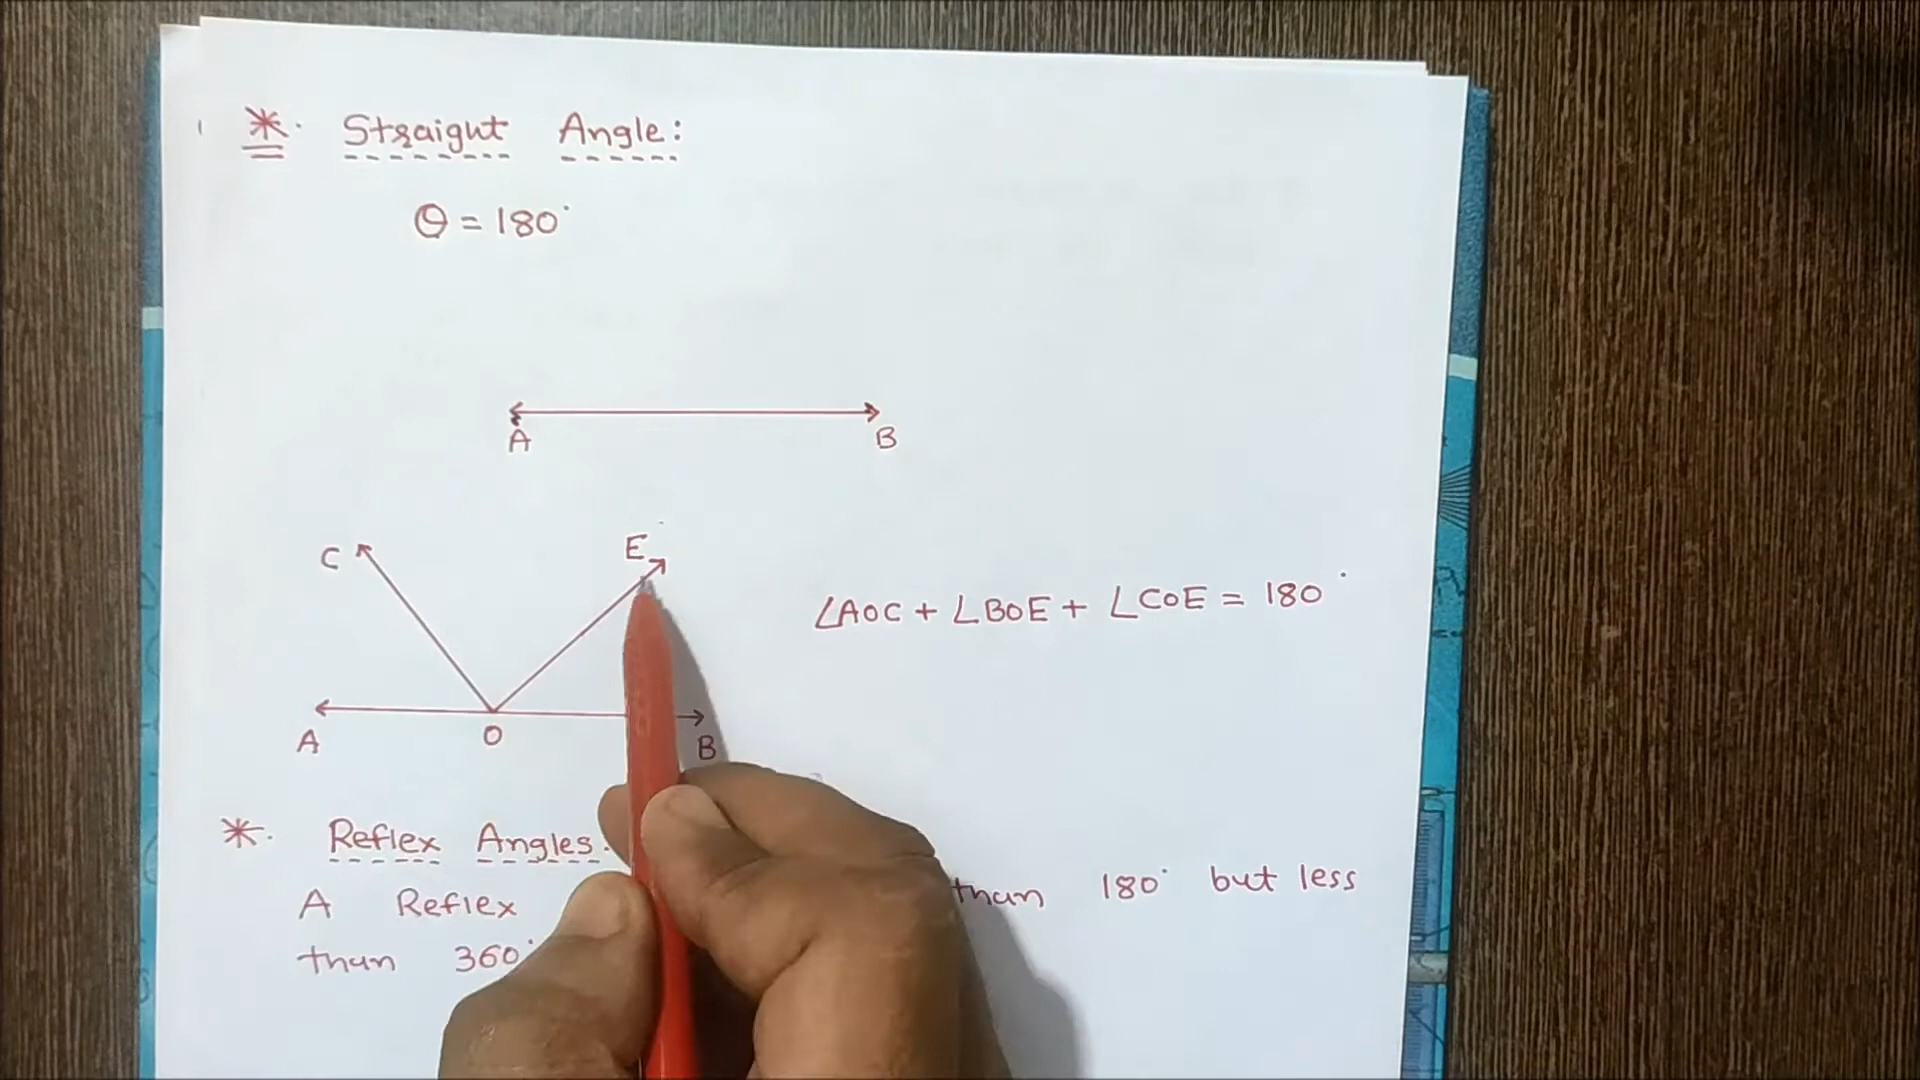 *. Straight Angle:
θ = 180°
A B
C E
∠AOC + ∠BOE + ∠COE = 180°
A O B
*. Reflex Angles.
A Reflex than 180° but less
than 360°